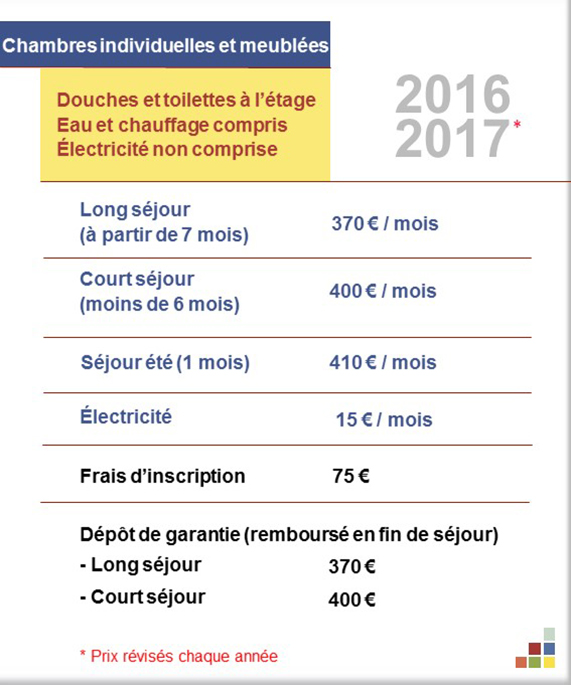 Chambres individuelles et meublées
Douches et toilettes à l'étage
Eau et chauffage compris
Électricité non comprise
2016
2017*
Long séjour
(à partir de 7 mois)
370 € / mois
Court séjour
(moins de 6 mois)
400 € / mois
Séjour été (1 mois) 410 € / mois
Électricité 15 € / mois
Frais d'inscription 75 €
Dépôt de garantie (remboursé en fin de séjour)
- Long séjour 370 €
- Court séjour 400 €
* Prix révisés chaque année